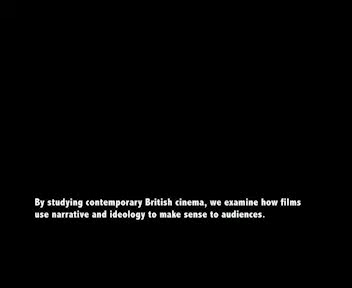 By studying contemporary British cinema, we examine how films
use narrative and ideology to make sense to audiences.